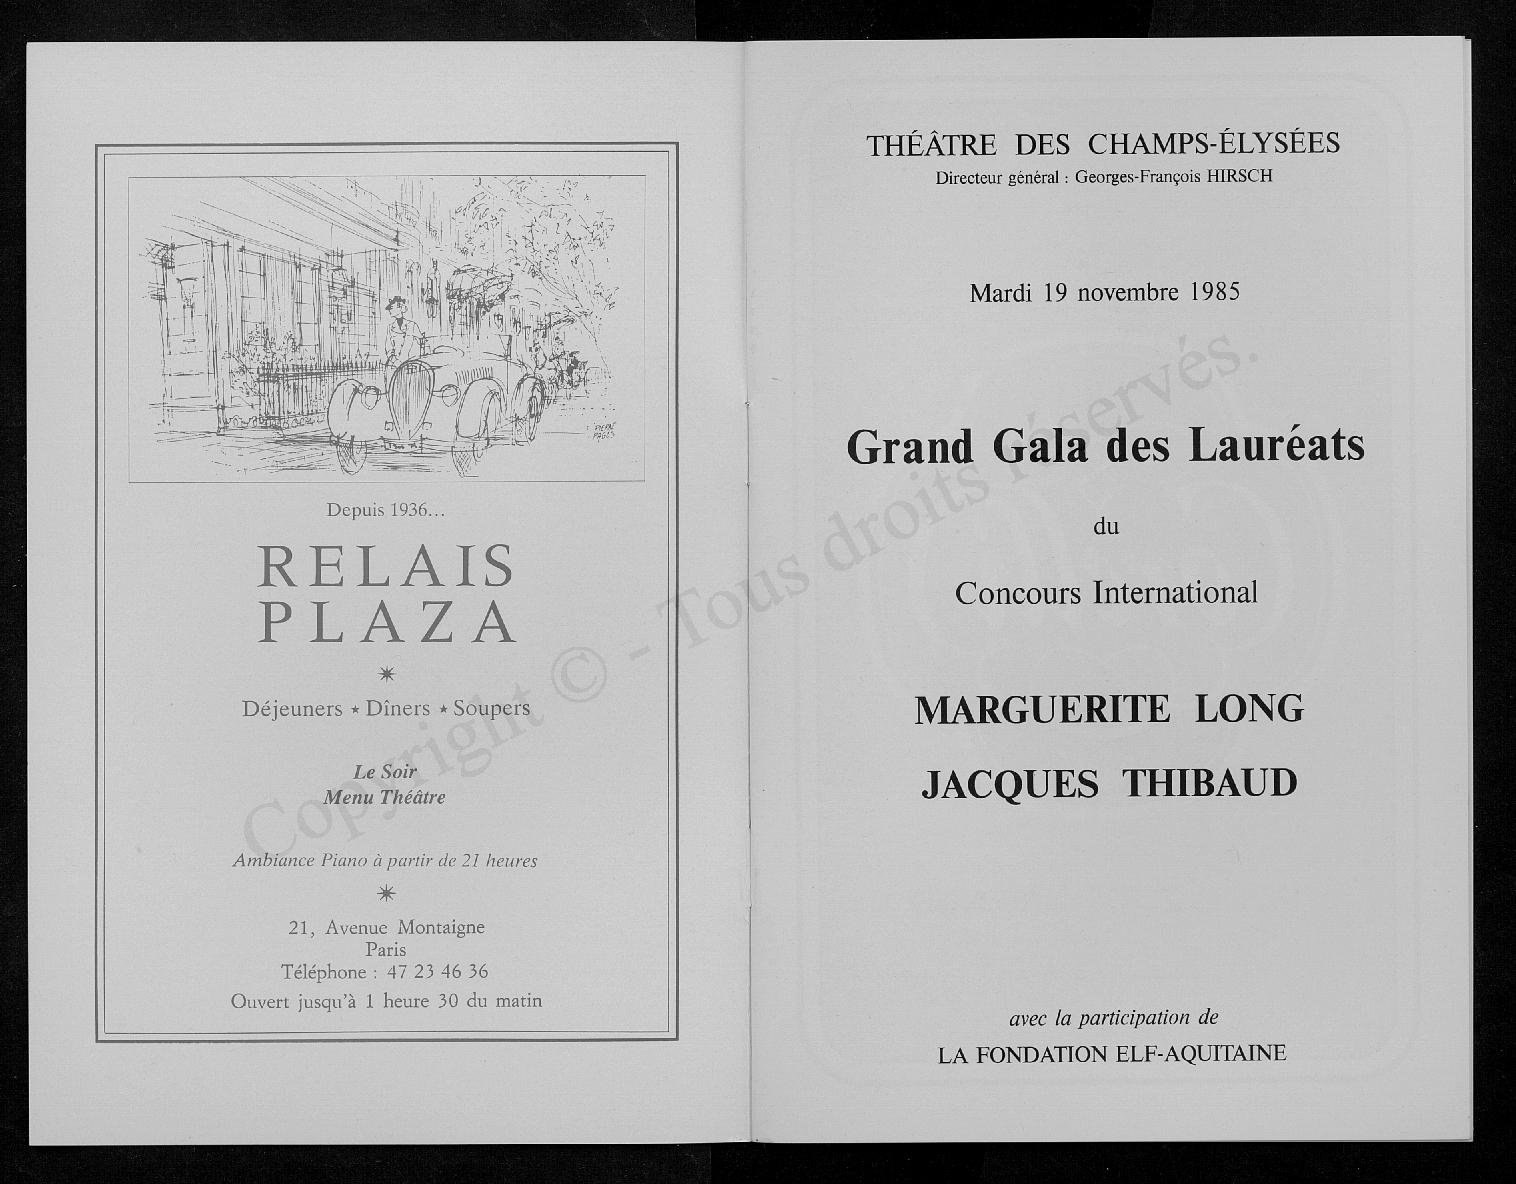 PIERRE
PAGES
Depuis 1936...
RELAIS
PLAZA
Déjeuners ★ Dîners ★ Soupers
Le Soir
Menu Théâtre
Ambiance Piano à partir de 21 heures
21, Avenue Montaigne
Paris
Téléphone : 47 23 46 36
Ouvert jusqu'à 1 heure 30 du matin
THÉÂTRE DES CHAMPS-ÉLYSÉES
Directeur général : Georges-François HIRSCH
Mardi 19 novembre 1985
Grand Gala des Lauréats
du
Concours International
MARGUERITE LONG
JACQUES THIBAUD
avec la participation de
LA FONDATION ELF-AQUITAINE
Copyright © - Tous droits réservés.